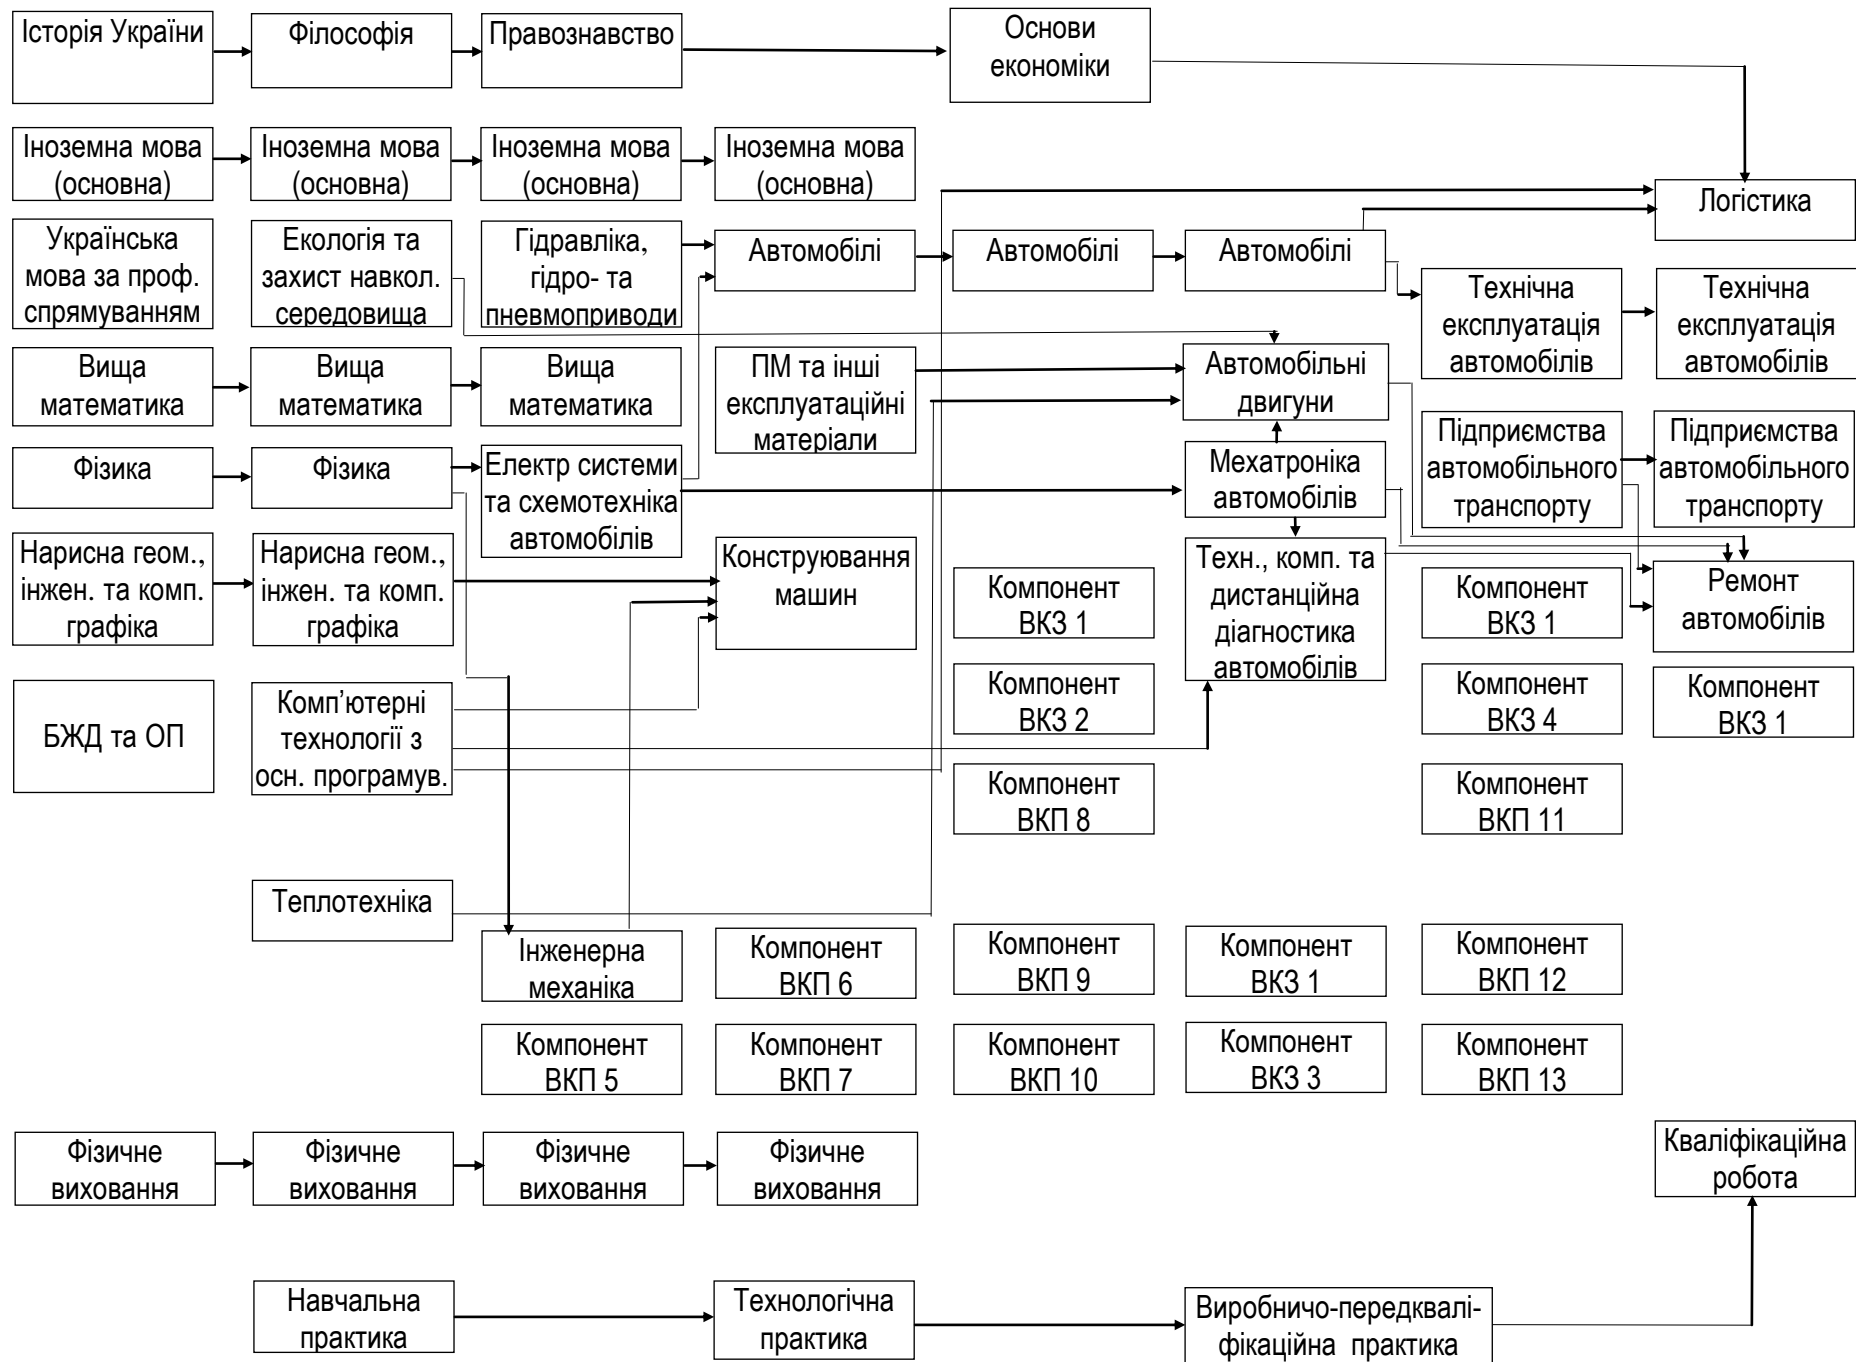 Історія України
Філософія
Правознавство
Основи
економіки
Іноземна мова
(основна)
Іноземна мова
(основна)
Іноземна мова
(основна)
Іноземна мова
(основна)
Логістика
Українська
мова за проф.
спрямуванням
Екологія та
захист навкол.
середовища
Гідравліка,
гідро- та
пневмоприводи
Автомобілі
Автомобілі
Автомобілі
Технічна
експлуатація
автомобілів
Технічна
експлуатація
автомобілів
Вища
математика
Вища
математика
Вища
математика
ПМ та інші
експлуатаційні
матеріали
Автомобільні
двигуни
Підприємства
автомобільного
транспорту
Підприємства
автомобільного
транспорту
Фізика
Фізика
Електр системи
та схемотехніка
автомобілів
Мехатроніка
автомобілів
Нарисна геом.,
інжен. та комп.
графіка
Нарисна геом.,
інжен. та комп.
графіка
Конструювання
машин
Компонент
ВКЗ 1
Техн., комп. та
дистанційна
діагностика
автомобілів
Компонент
ВКЗ 1
Ремонт
автомобілів
БЖД та ОП
Комп’ютерні
технології з
осн. програмув.
Компонент
ВКЗ 2
Компонент
ВКЗ 4
Компонент
ВКЗ 1
Компонент
ВКП 8
Компонент
ВКП 11
Теплотехніка
Інженерна
механіка
Компонент
ВКП 6
Компонент
ВКП 9
Компонент
ВКЗ 1
Компонент
ВКП 12
Компонент
ВКП 5
Компонент
ВКП 7
Компонент
ВКП 10
Компонент
ВКЗ 3
Компонент
ВКП 13
Фізичне
виховання
Фізичне
виховання
Фізичне
виховання
Фізичне
виховання
Кваліфікаційна
робота
Навчальна
практика
Технологічна
практика
Виробничо-передквалі-
фікаційна практика